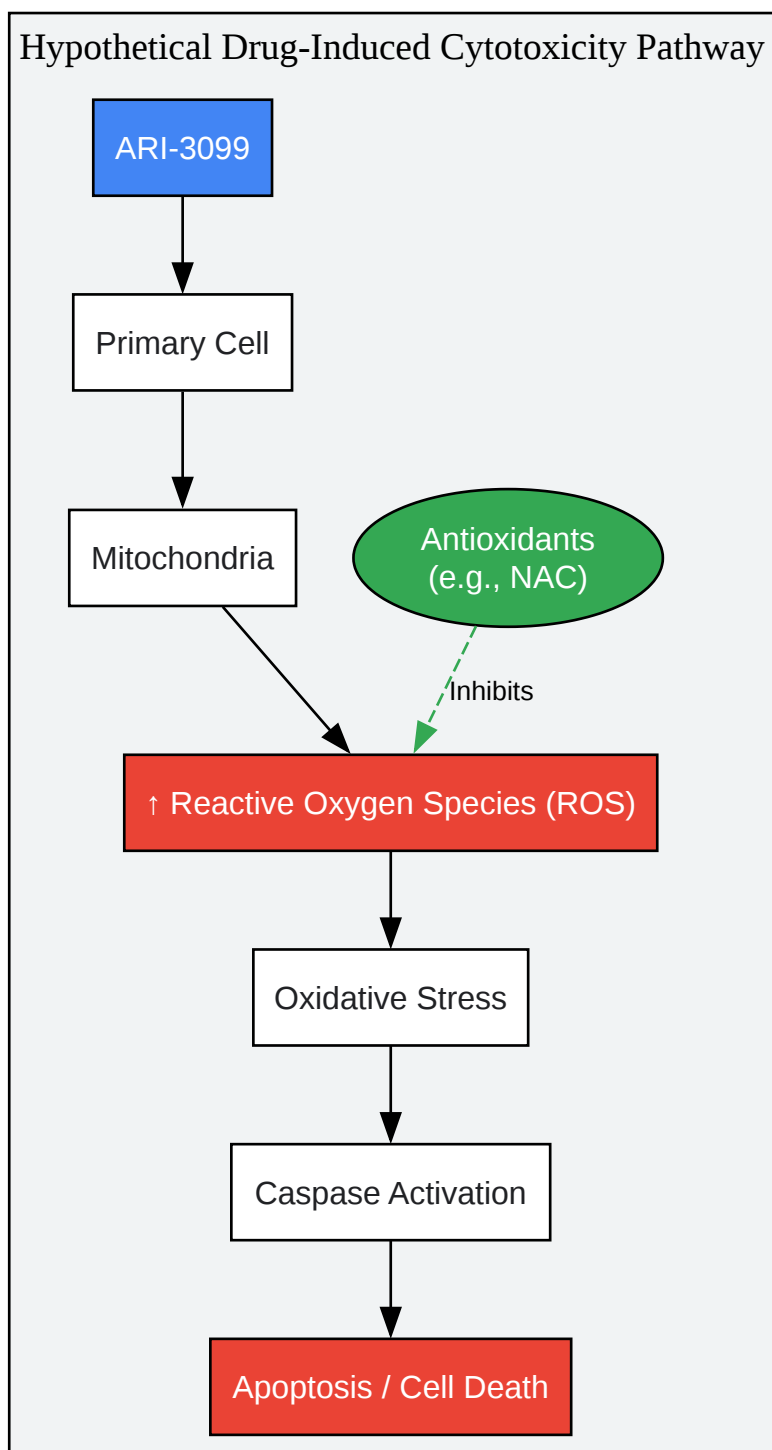 Hypothetical Drug-Induced Cytotoxicity Pathway
ARI-3099
Primary Cell
Mitochondria
Antioxidants
(e.g., NAC)
Inhibits
↑ Reactive Oxygen Species (ROS)
Oxidative Stress
Caspase Activation
Apoptosis / Cell Death